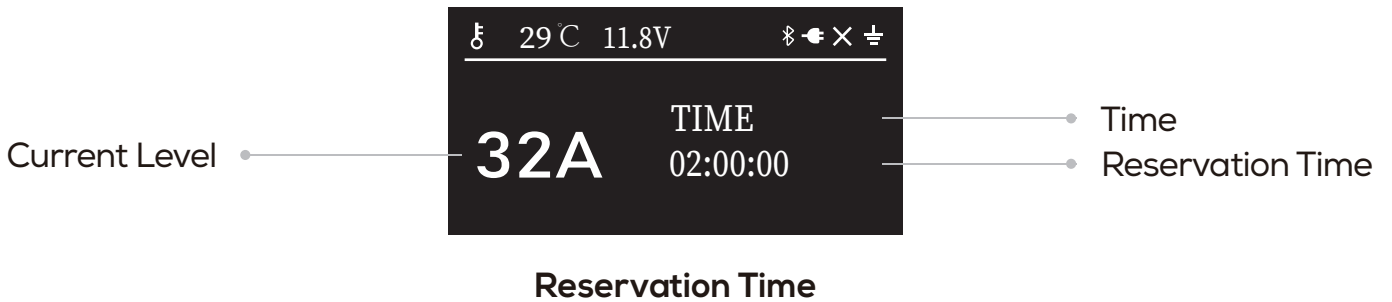 29℃ 11.8V
TIME
Time
Current Level
32A
02:00:00
Reservation Time
Reservation Time